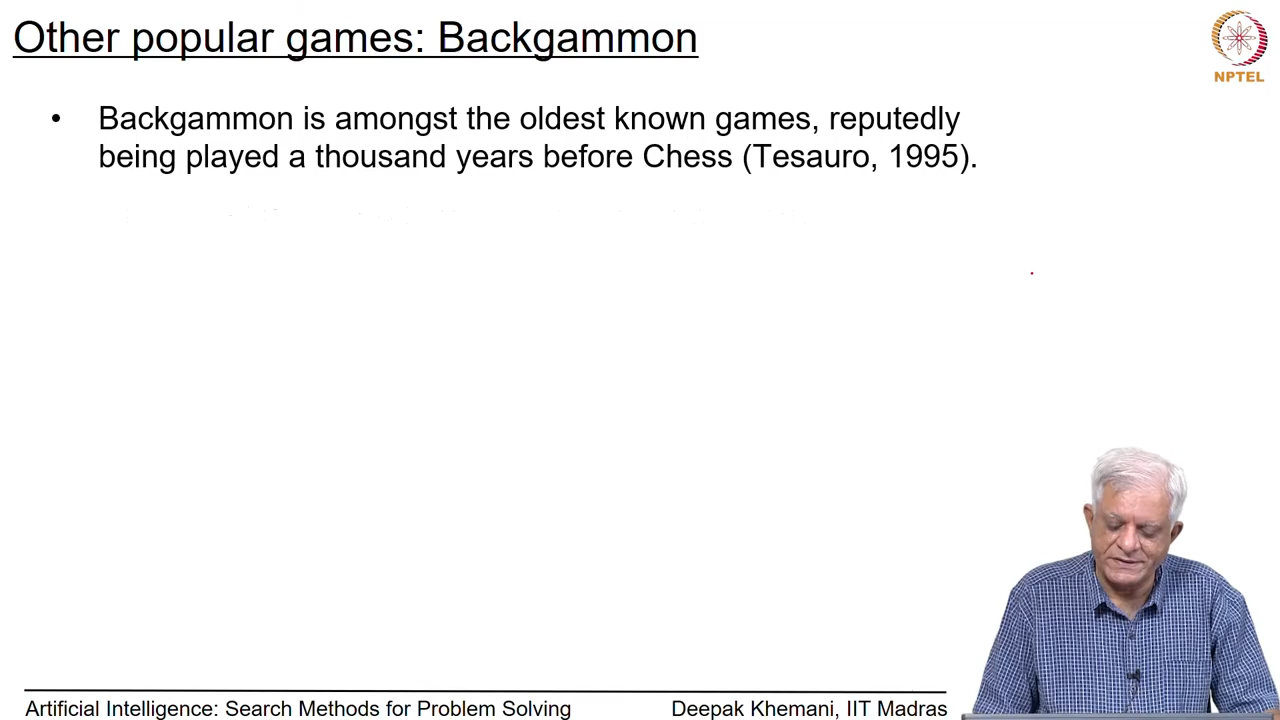 Other popular games: Backgammon
NPTEL
• Backgammon is amongst the oldest known games, reputedly
being played a thousand years before Chess (Tesauro, 1995).
Artificial Intelligence: Search Methods for Problem Solving
Deepak Khemani, IIT Madras